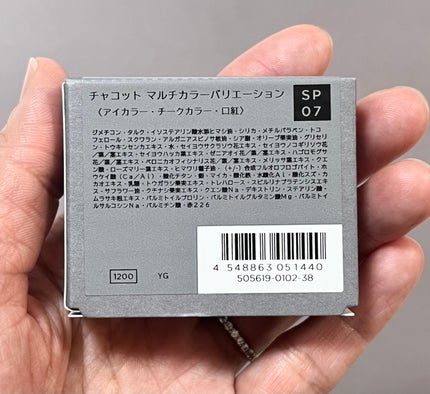 チャコット マルチカラーバリエーション
〈アイカラー・チークカラー・口紅〉
SP
07
ジメチコン・タルク・イソステアリン酸水添ヒマシ油・シリカ・メチルパラベン・トコ
フェロール・スクワラン・アルガニアスピノサ核油・シア脂・オリーブ果実油・グリセリ
ン・トウキンセンカエキス・水・セイヨウサクラソウ花エキス・セイヨウノコギリソウ花
／葉／茎エキス・セイヨウハッカ葉エキス・ゼニアオイ花／葉／茎エキス・ハゴロモグサ
花／葉／茎エキス・ベロニカオフィシナリス花／葉／茎エキス・メリッサ葉エキス・クエ
ン酸・ローズマリー葉エキス・ヒマワリ種子油・（+/-）合成フルオロフロゴパイト・ホ
ウケイ酸（Ca／Al）・酸化チタン・銀・マイカ・酸化鉄・水酸化Al・酸化スズ・カ
カオエキス・乳酸・トウガラシ果実エキス・トレハロース・スピルリナプラテンシスエキ
ス・サフラワー油・クチナシ果実エキス・クエン酸Na・デキストリン・ステアリン酸・
ムラサキ根エキス・パルミトイルプロリン・パルミトイルグルタミン酸Mg・パルミトイ
ルサルコシンNa・パルミチン酸・赤226
1200
YG
4 548863 051440
505619-0102-38